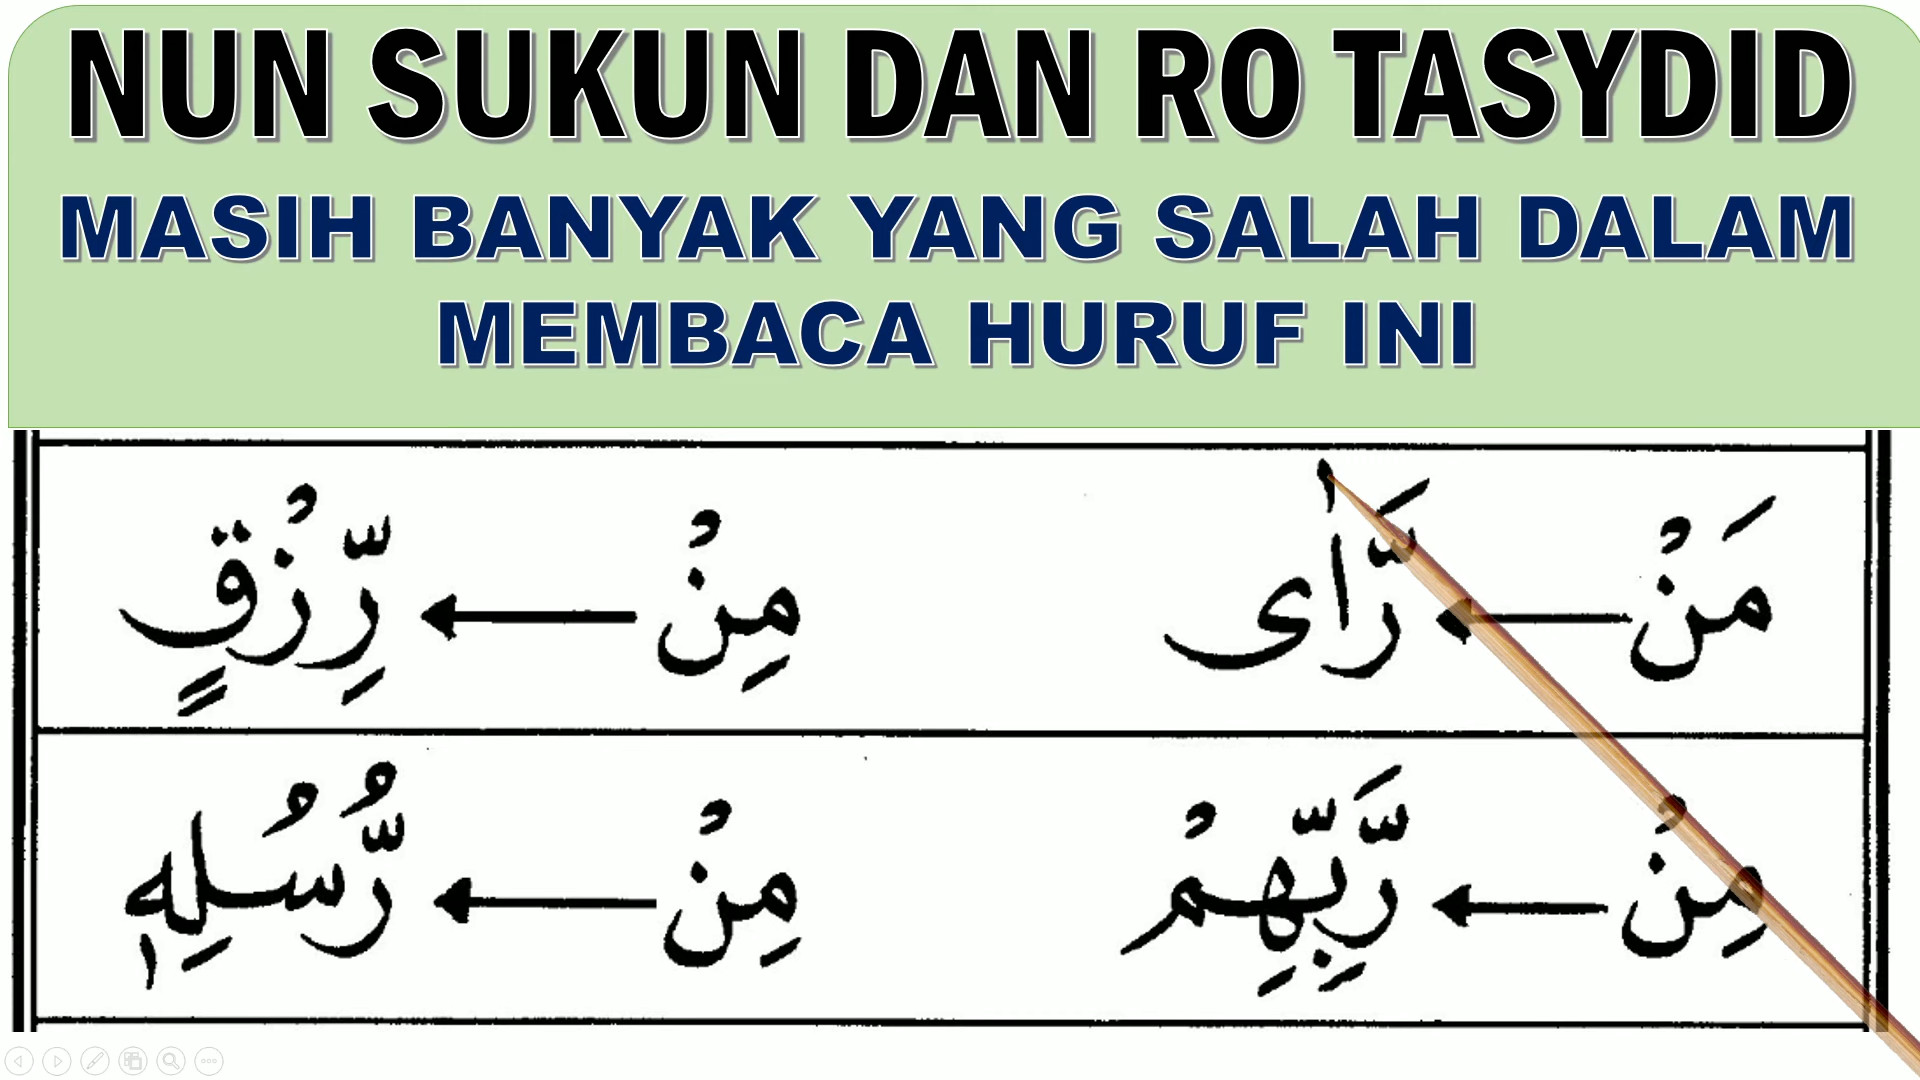 NUN SUKUN DAN RO TASYDID
MASIH BANYAK YANG SALAH DALAM
MEMBACA HURUF INI
مَنْ ← رَّاٰى مِنْ ← رِّزْقٍ
مِنْ ← رَّبِّهِمْ مِنْ ← رُّسُلِهٖ